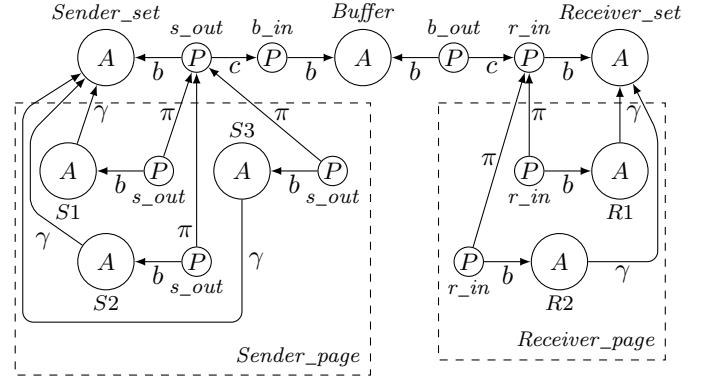 Sender_set s_out b_in Buffer b_out r_in Receiver_set
A P P A P P A
b c b b c b
γ π π π π γ
S3
A P A P P A
b b b
S1 s_out s_out r_in R1
γ π γ
A P P A
b b γ
S2 s_out r_in R2
Receiver_page
Sender_page